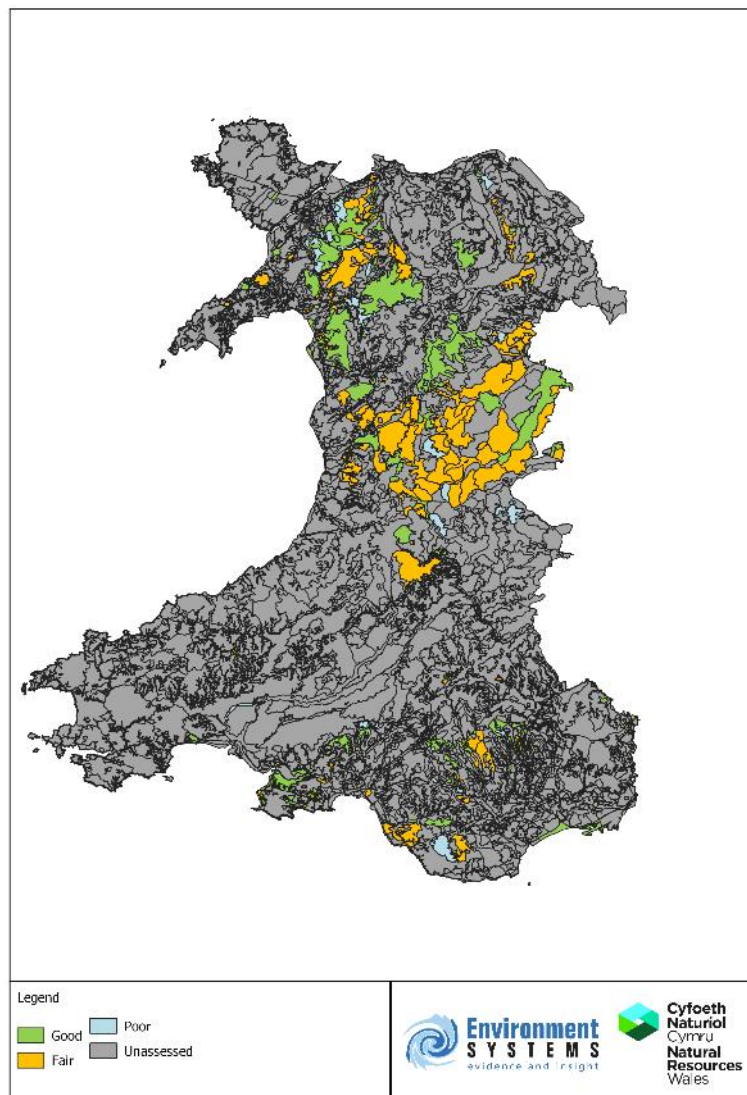 Legend
Good
Fair
Poor
Unassessed
Environment
SYSTEMS
evidence and insight
Cyfoeth
Naturiol
Cymru
Natural
Resources
Wales